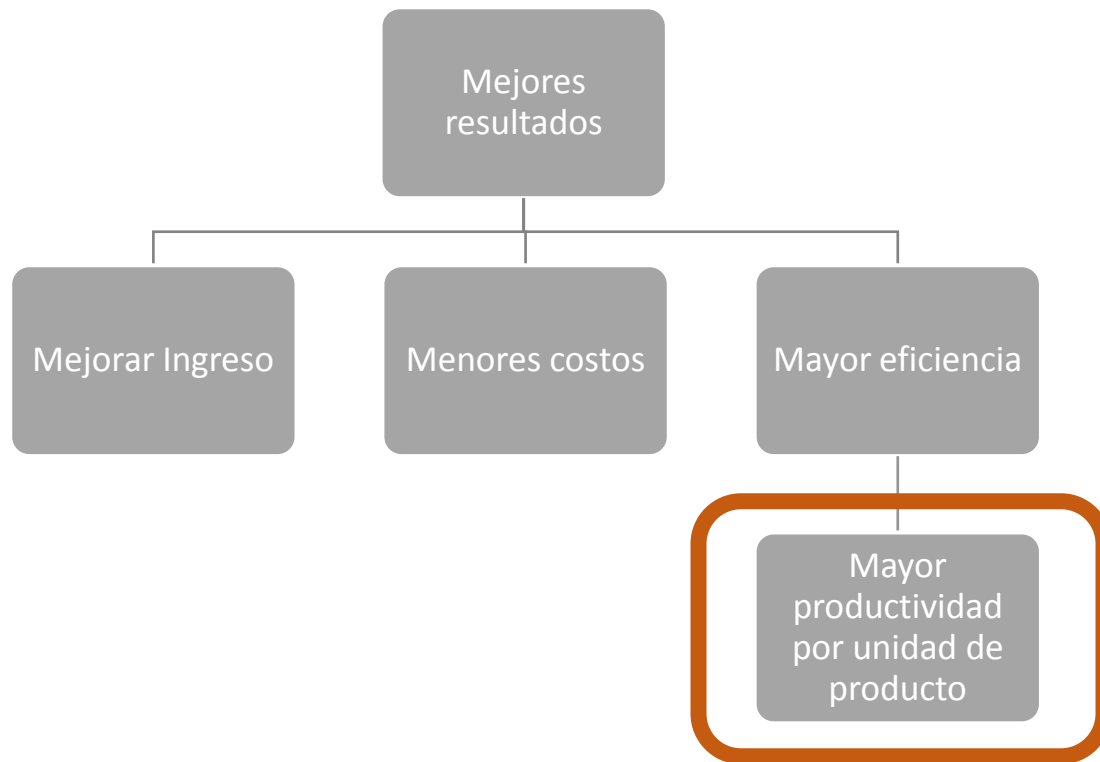 Mejores
resultados
Mejorar Ingreso
Menores costos
Mayor eficiencia
Mayor
productividad
por unidad de
producto